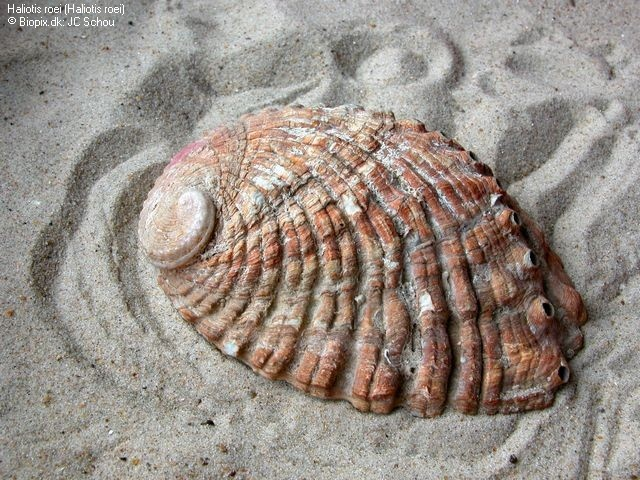 Haliotis roei (Haliotis roei)
© Biopix.dk: JC Schou